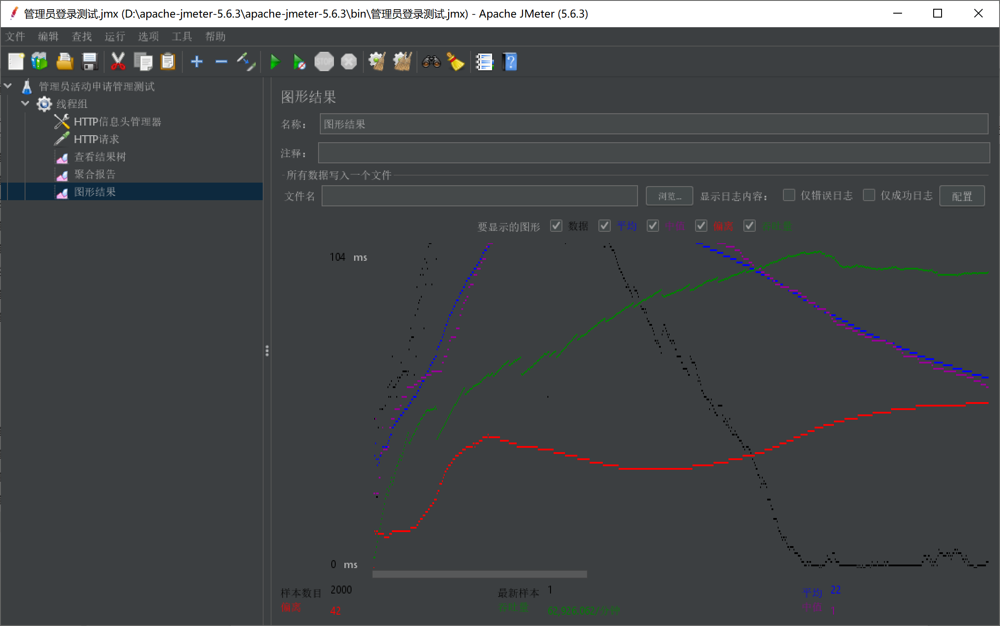 管理员登录测试.jmx (D:\apache-jmeter-5.6.3\apache-jmeter-5.6.3\bin\管理员登录测试.jmx) - Apache JMeter (5.6.3)
文件 编辑 查找 运行 选项 工具 帮助
STOP
管理员活动申请管理测试
线程组
HTTP信息头管理器
HTTP请求
查看结果树
聚合报告
图形结果
图形结果
名称： 图形结果
注释：
所有数据写入一个文件
文件名 浏览... 显示日志内容： 仅错误日志 仅成功日志 配置
要显示的图形 数据 平均 中值 偏离 吞吐量
104 ms
0 ms
样本数目 2000 最新样本 1 平均 22
偏离 42 吞吐量 62,926.062/分钟 中值 1